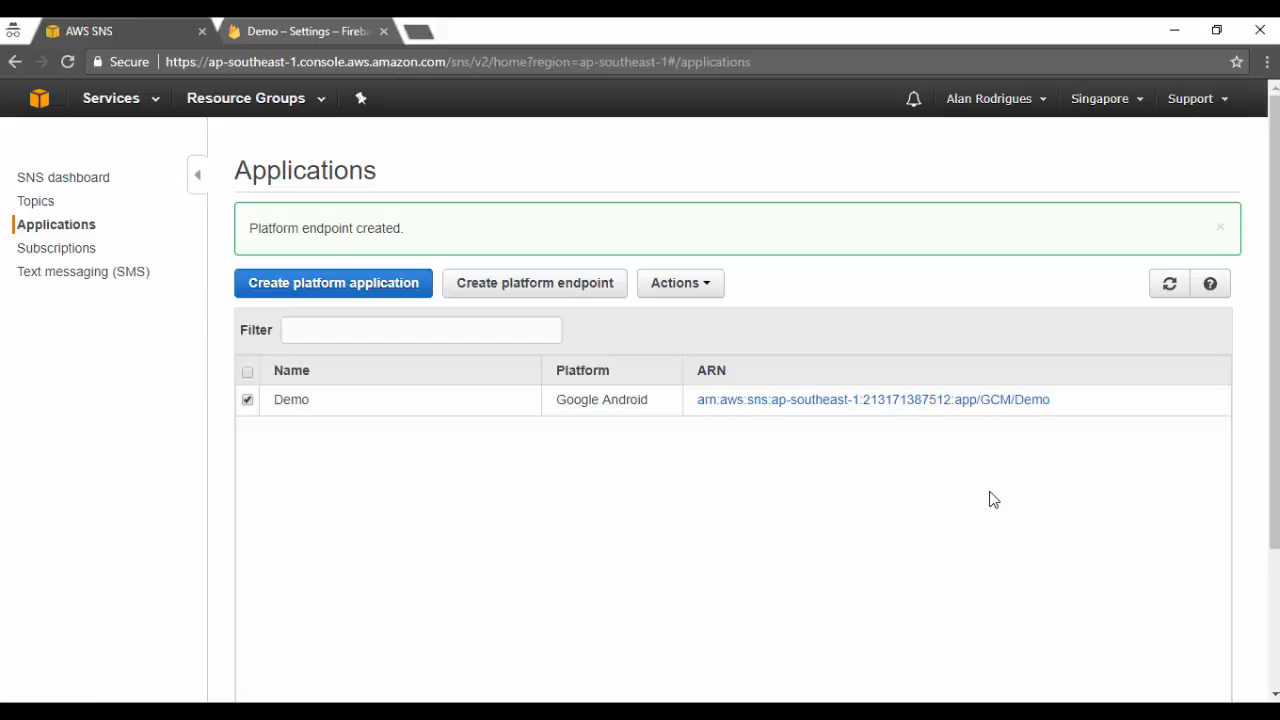 AWS SNS
Demo – Settings – Fireba
Secure
https://ap-southeast-1.console.aws.amazon.com/sns/v2/home?region=ap-southeast-1#/applications
Services
Resource Groups
Alan Rodrigues
Singapore
Support
SNS dashboard
Topics
Applications
Subscriptions
Text messaging (SMS)
Applications
Platform endpoint created.
Create platform application
Create platform endpoint
Actions
Filter
Name Platform ARN
Demo Google Android arn:aws:sns:ap-southeast-1:213171387512:app/GCM/Demo